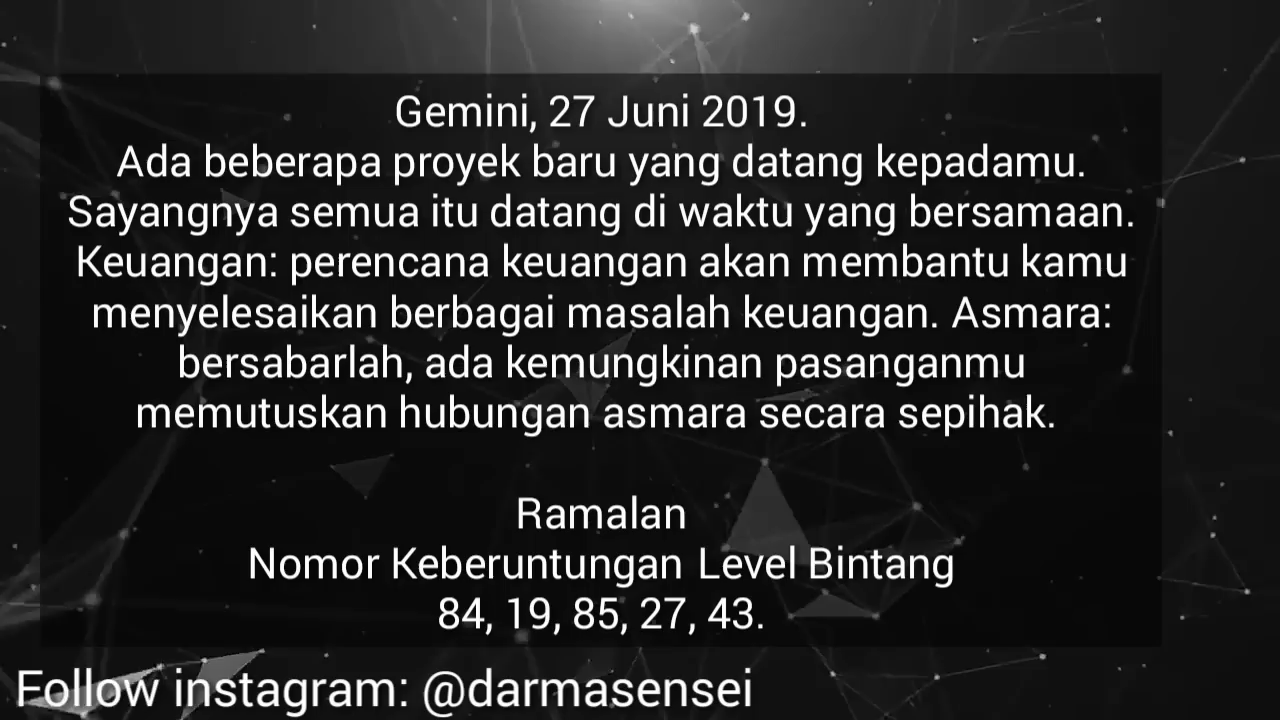 Gemini, 27 Juni 2019.
Ada beberapa proyek baru yang datang kepadamu.
Sayangnya semua itu datang di waktu yang bersamaan.
Keuangan: perencana keuangan akan membantu kamu
menyelesaikan berbagai masalah keuangan. Asmara:
bersabarlah, ada kemungkinan pasanganmu
memutuskan hubungan asmara secara sepihak.
Ramalan
Nomor Keberuntungan Level Bintang
84, 19, 85, 27, 43.
Follow instagram: @darmasensei